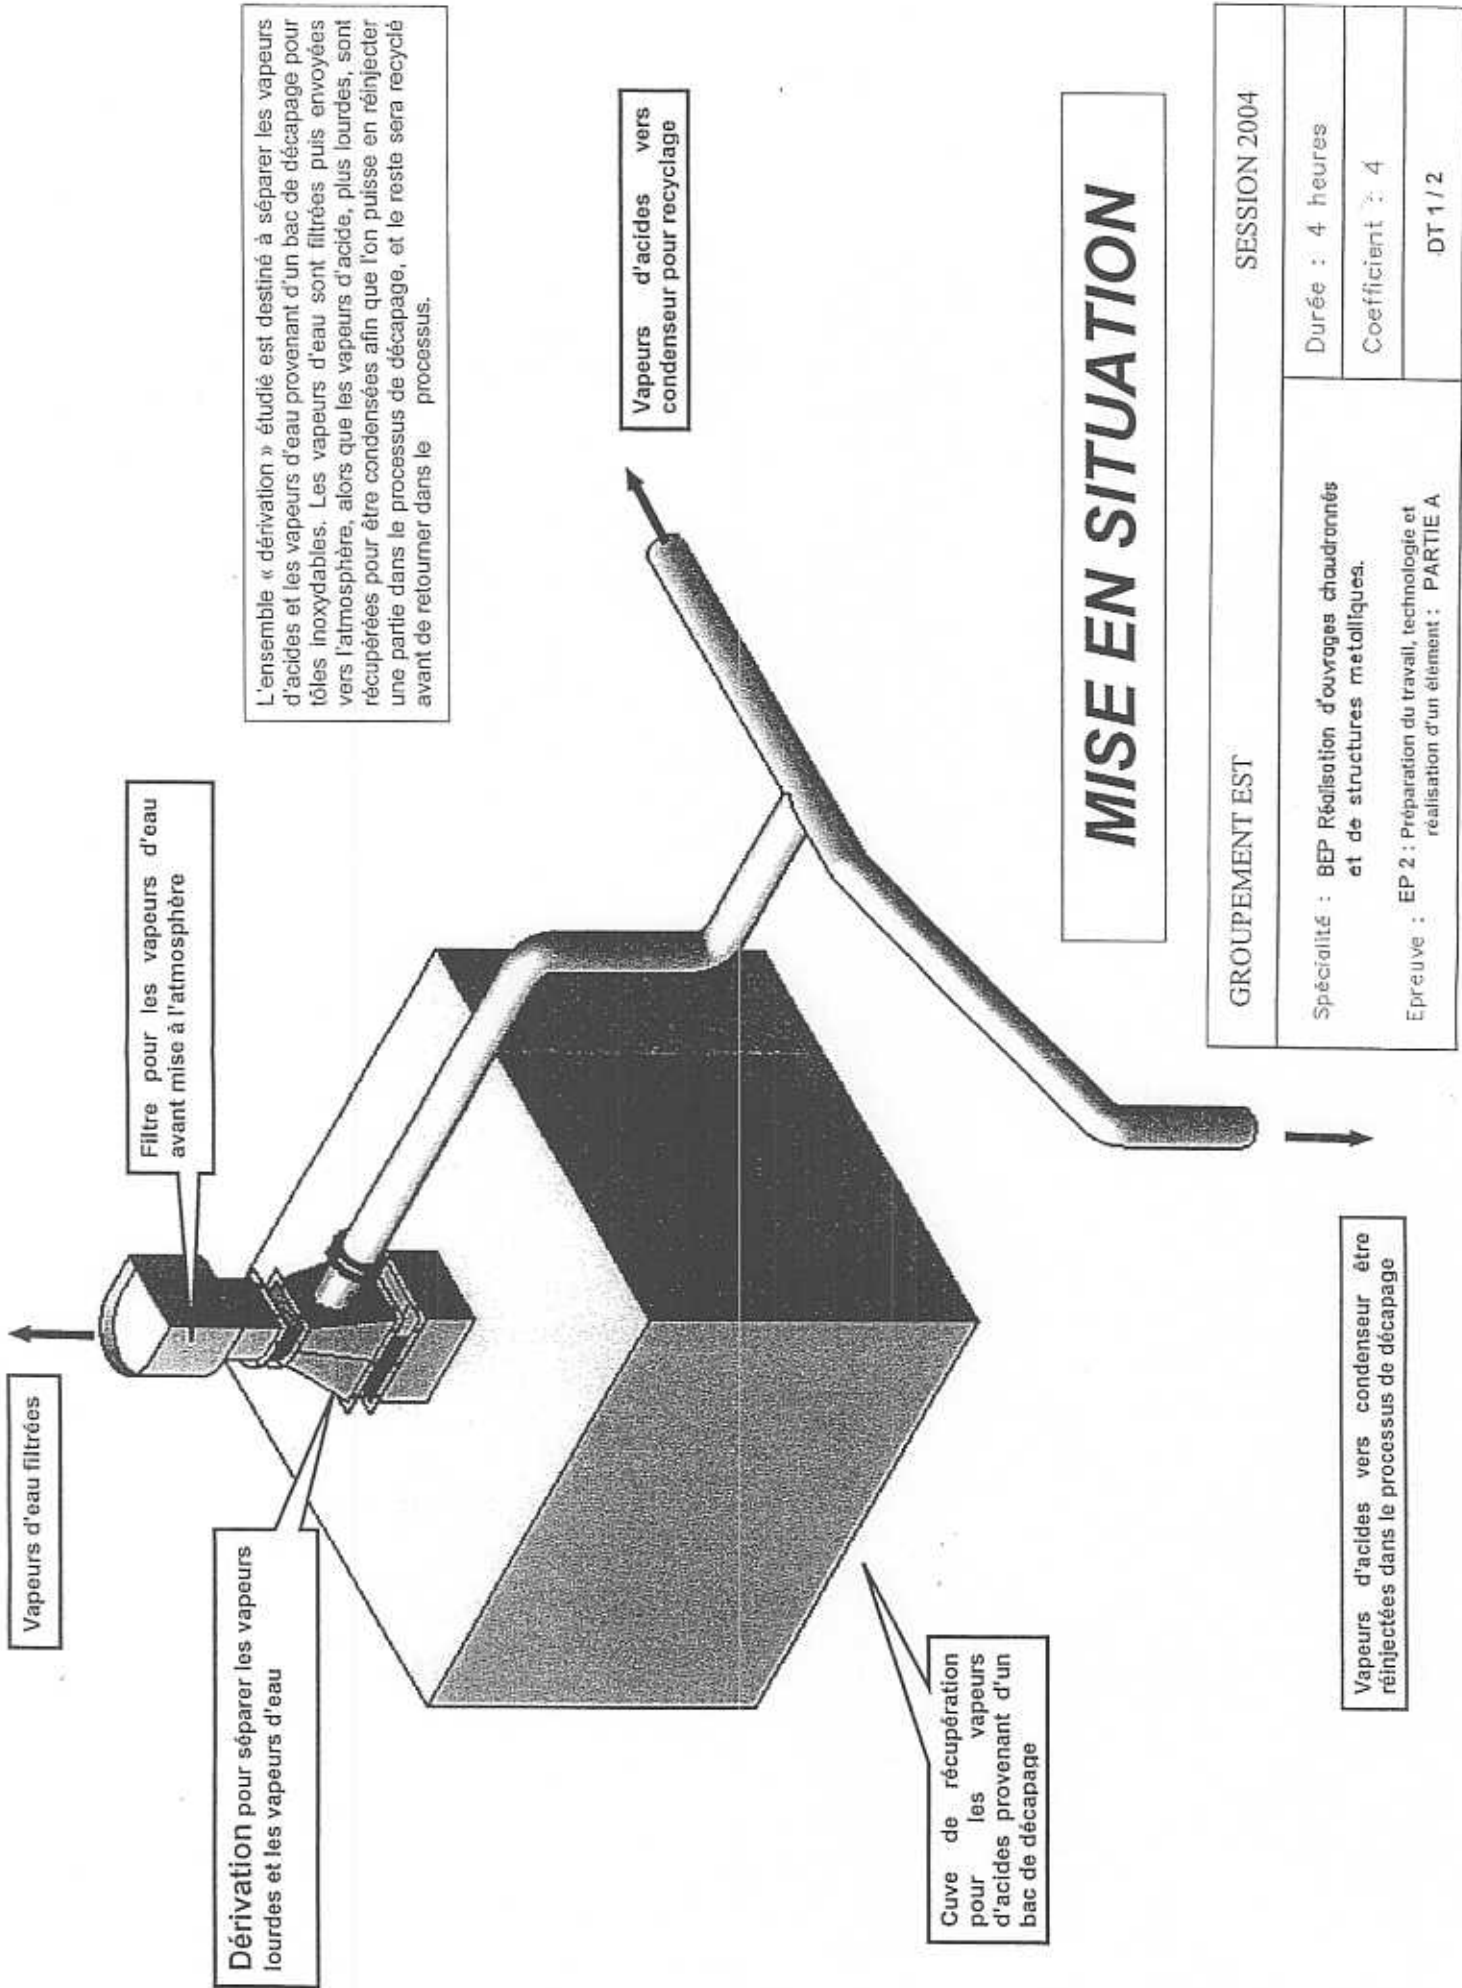 Vapeurs d'eau filtrées
Filtre pour les vapeurs d'eau
avant mise à l'atmosphère
L'ensemble « dérivation » étudié est destiné à séparer les vapeurs
d'acides et les vapeurs d'eau provenant d'un bac de décapage pour
tôles inoxydables. Les vapeurs d'eau sont filtrées puis envoyées
vers l'atmosphère, alors que les vapeurs d'acide, plus lourdes, sont
récupérées pour être condensées afin que l'on puisse en réinjecter
une partie dans le processus de décapage, et le reste sera recyclé
avant de retourner dans le processus.
Dérivation pour séparer les vapeurs
lourdes et les vapeurs d'eau
Vapeurs d'acides vers
condenseur pour recyclage
Cuve de récupération
pour les vapeurs
d'acides provenant d'un
bac de décapage
Vapeurs d'acides vers condenseur être
réinjectées dans le processus de décapage
MISE EN SITUATION
GROUPEMENT EST SESSION 2004
Spécialité : BEP Réalisation d'ouvrages chaudronnés
et de structures metalliques.
Epreuve : EP 2 : Préparation du travail, technologie et
réalisation d'un élément : PARTIE A
Durée : 4 heures
Coefficient : 4
DT 1 / 2